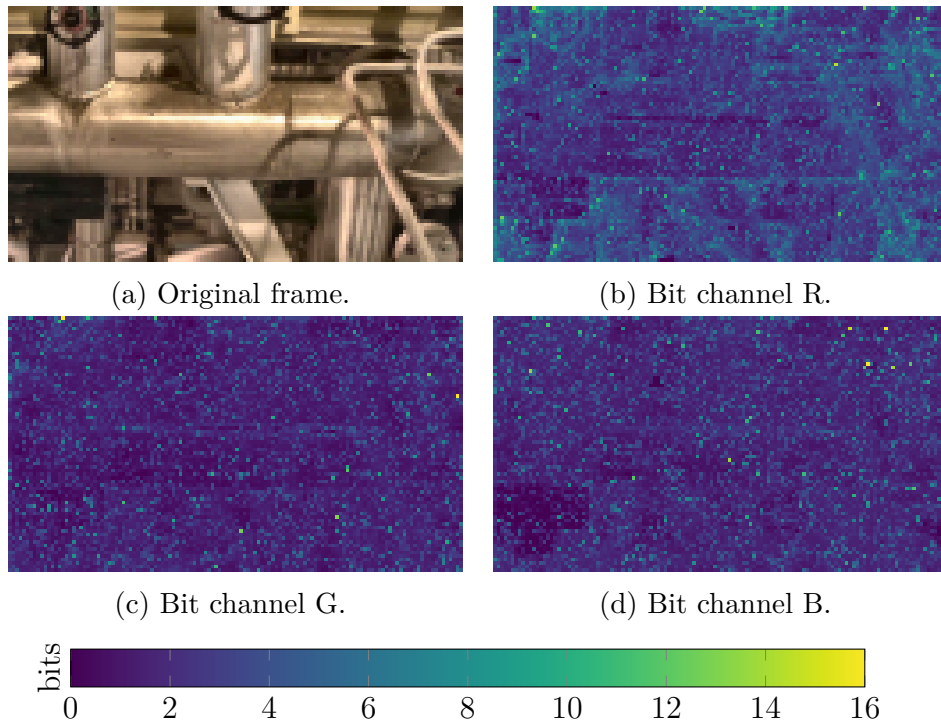 (a) Original frame.
(b) Bit channel R.
(c) Bit channel G.
(d) Bit channel B.
bits
0 2 4 6 8 10 12 14 16